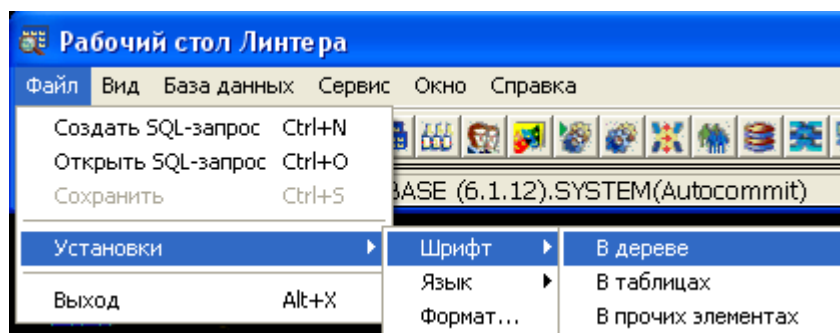 Рабочий стол Линтера
Файл Вид База данных Сервис Окно Справка
Создать SQL-запрос Ctrl+N
Открыть SQL-запрос Ctrl+O
Сохранить Ctrl+S
(6.1.12).SYSTEM(Autocommit)
Установки Шрифт В дереве
Язык В таблицах
Выход Alt+X Формат... В прочих элементах